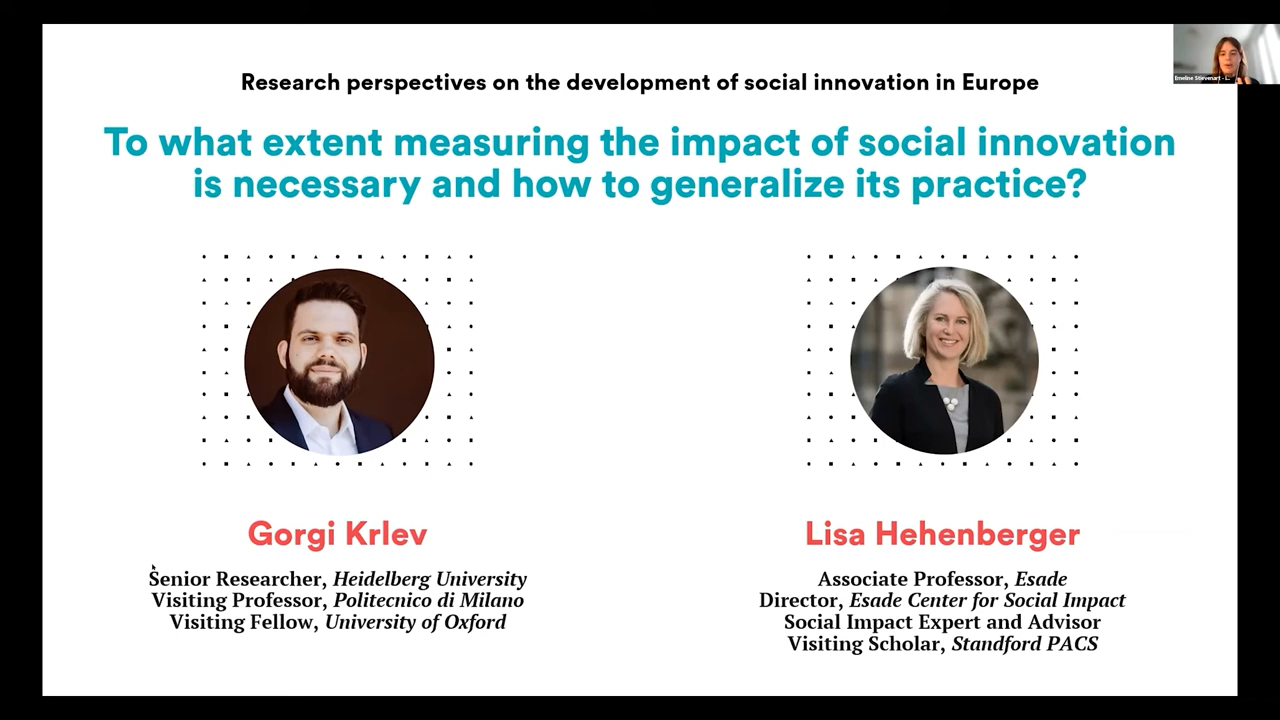 Research perspectives on the development of social innovation in Europe
Emeline Stievenart - L...
To what extent measuring the impact of social innovation
is necessary and how to generalize its practice?
Gorgi Krlev
Senior Researcher, Heidelberg University
Visiting Professor, Politecnico di Milano
Visiting Fellow, University of Oxford
Lisa Hehenberger
Associate Professor, Esade
Director, Esade Center for Social Impact
Social Impact Expert and Advisor
Visiting Scholar, Standford PACS